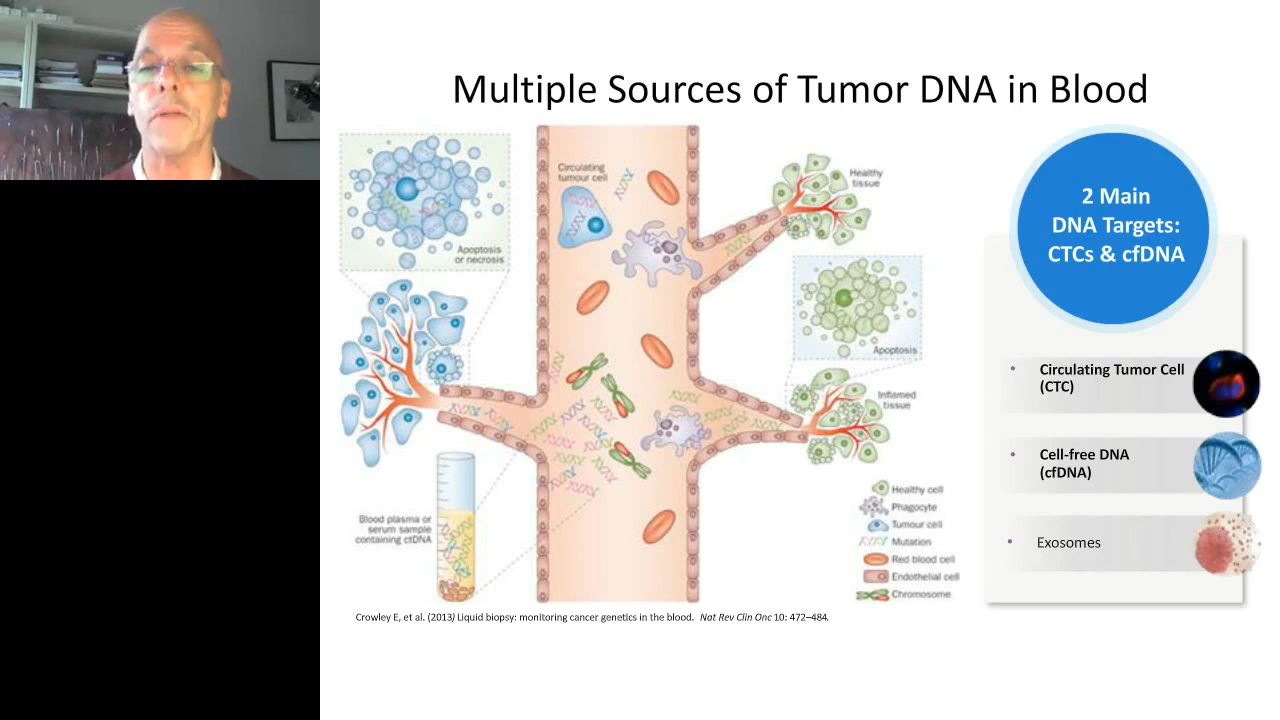 Multiple Sources of Tumor DNA in Blood
Apoptosis
or necrosis
Circulating
tumour cell
Healthy
tissue
Apoptosis
Inflamed
tissue
Blood plasma or
serum sample
containing ctDNA
Healthy cell
Phagocyte
Tumour cell
Mutation
Red blood cell
Endothelial cell
Chromosome
Crowley E, et al. (2013) Liquid biopsy: monitoring cancer genetics in the blood. Nat Rev Clin Onc 10: 472–484.
2 Main
DNA Targets:
CTCs & cfDNA
• Circulating Tumor Cell
(CTC)
• Cell-free DNA
(cfDNA)
• Exosomes